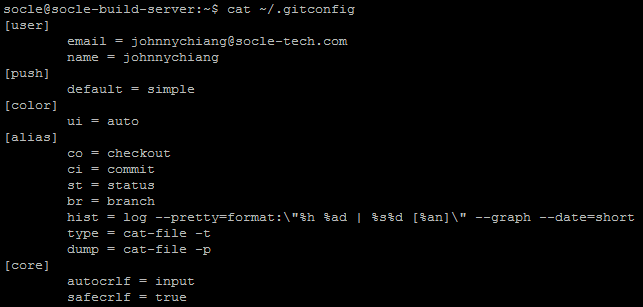 socle@socle-build-server:~$ cat ~/.gitconfig
[user]
        email = johnnychiang@socle-tech.com
        name = johnnychiang
[push]
        default = simple
[color]
        ui = auto
[alias]
        co = checkout
        ci = commit
        st = status
        br = branch
        hist = log --pretty=format:\"%h %ad | %s%d [%an]\" --graph --date=short
        type = cat-file -t
        dump = cat-file -p
[core]
        autocrlf = input
        safecrlf = true